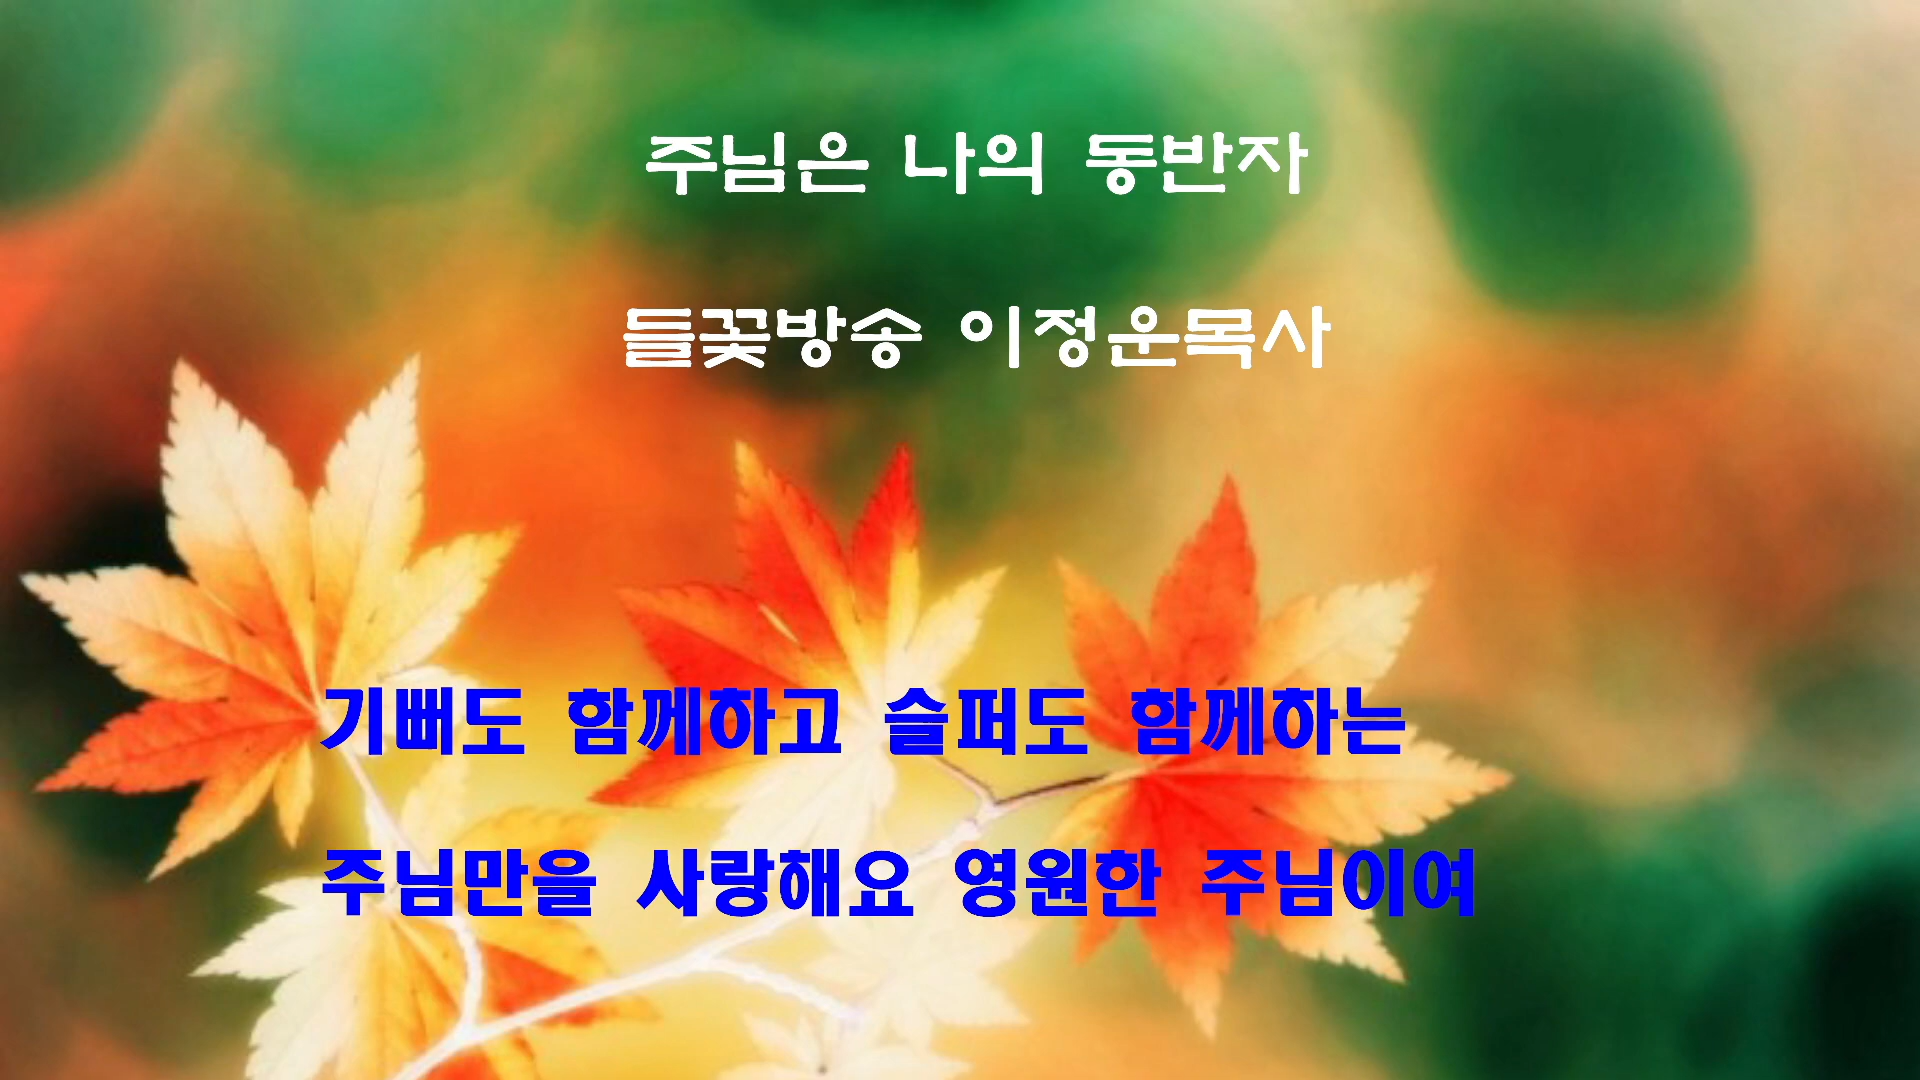 주님은 나의 동반자
들꽃방송 이정운목사
기뻐도 함께하고 슬퍼도 함께하는
주님만을 사랑해요 영원한 주님이여